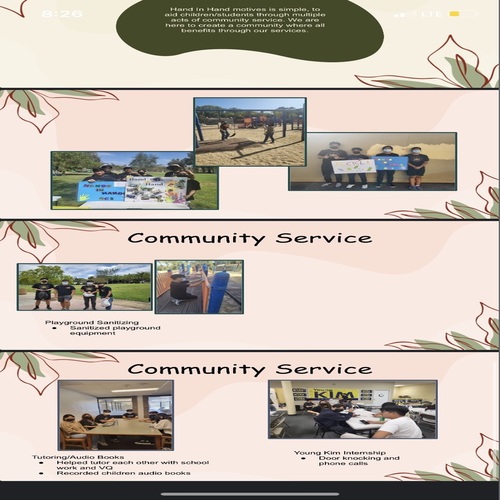 8:26
LTE
Hand In Hand motives is simple, to
aid children/students through multiple
acts of community service. We are
here to create a community where all
benefits through our services.
Community Service
Playground Sanitizing
Sanitized playground
equipment
Community Service
KIM
Tutoring/Audio Books
Helped tutor each other with school
work and VQ
Recorded children audio books
Young Kim Internship
Door knocking and
phone calls